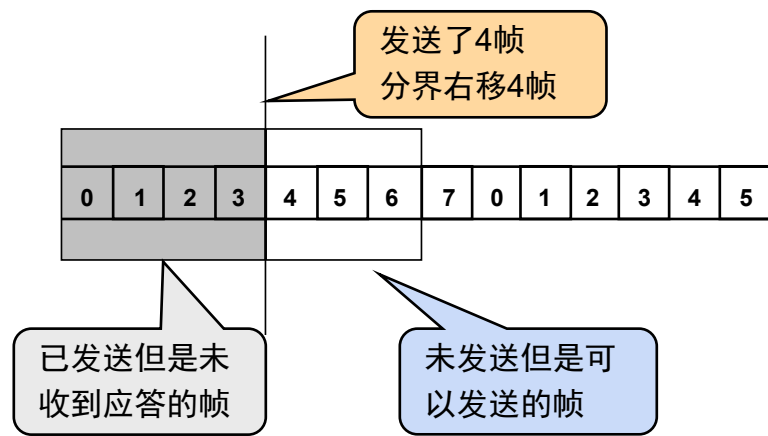 发送了4帧
分界右移4帧
0 1 2 3 4 5 6 7 0 1 2 3 4 5
已发送但是未
收到应答的帧
未发送但是可
以发送的帧